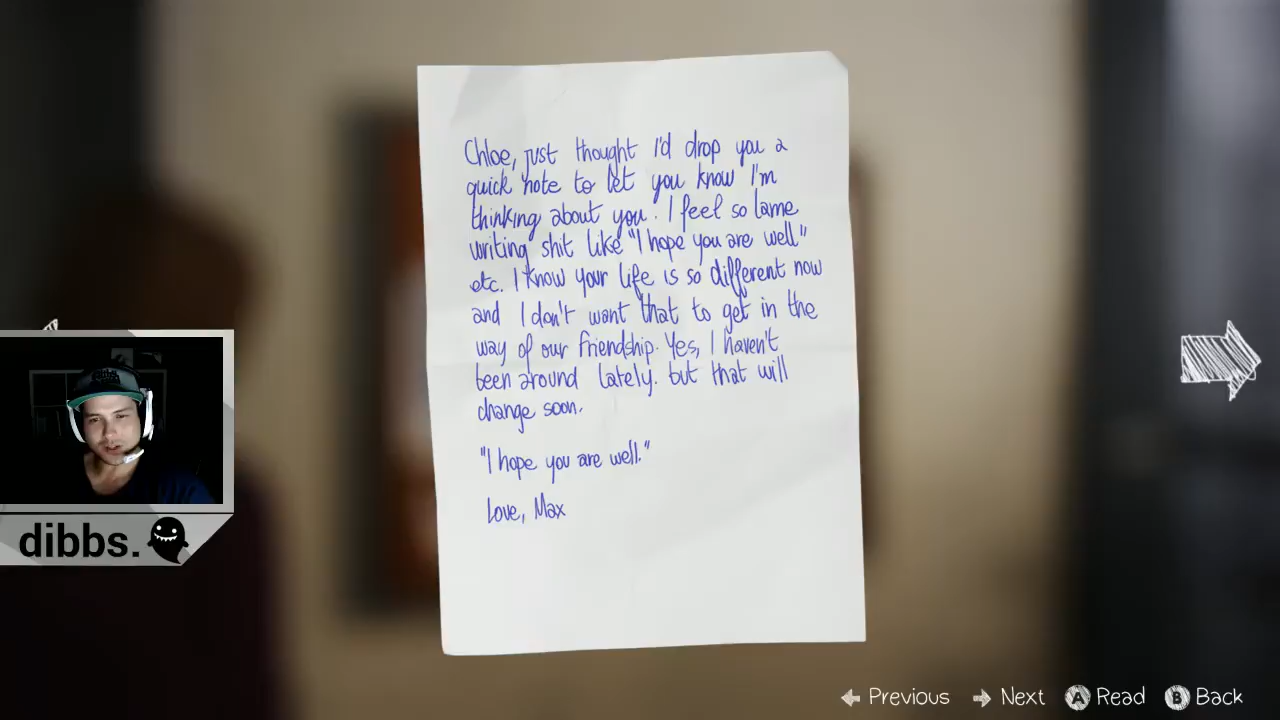 Chloe, just thought I'd drop you a
quick note to let you know I'm
thinking about you. I feel so lame
writing shit like "I hope you are well"
etc. I know your life is so different now
and I don't want that to get in the
way of our friendship. Yes, I haven't
been around lately. but that will
change soon.
"I hope you are well."
Love, Max
dibbs.
Previous Next A Read B Back